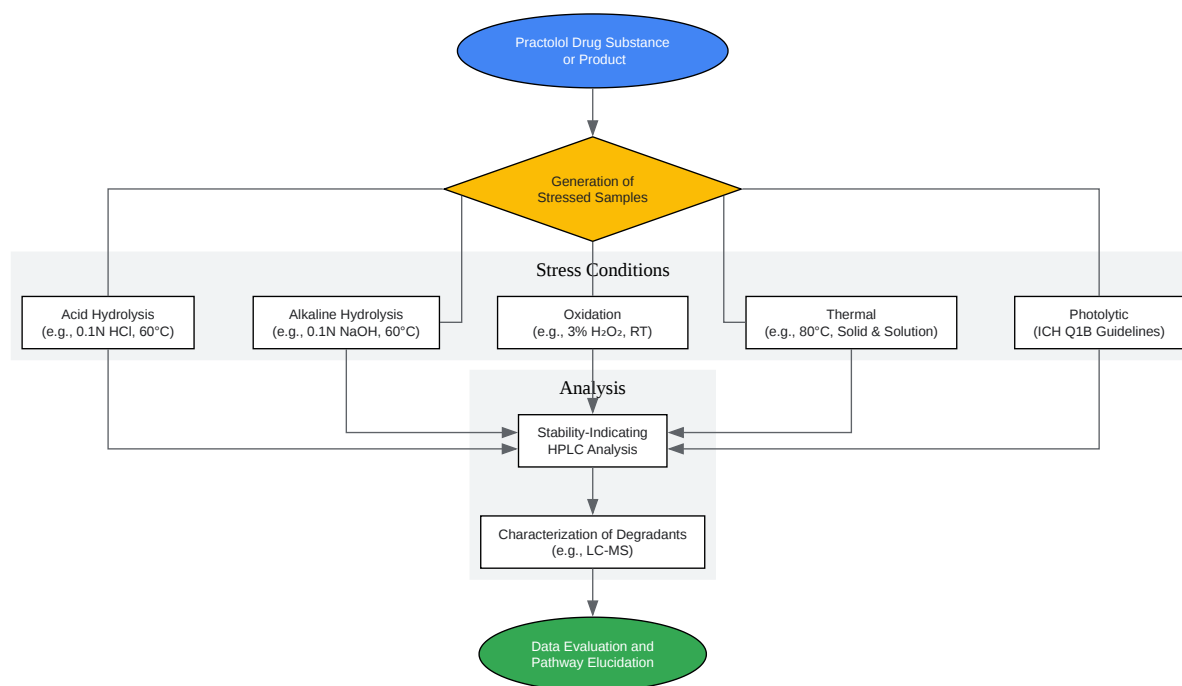 Practolol Drug Substance
or Product
Generation of
Stressed Samples
Stress Conditions
Acid Hydrolysis
(e.g., 0.1N HCl, 60°C)
Alkaline Hydrolysis
(e.g., 0.1N NaOH, 60°C)
Oxidation
(e.g., 3% H₂O₂, RT)
Thermal
(e.g., 80°C, Solid & Solution)
Photolytic
(ICH Q1B Guidelines)
Analysis
Stability-Indicating
HPLC Analysis
Characterization of Degradants
(e.g., LC-MS)
Data Evaluation and
Pathway Elucidation